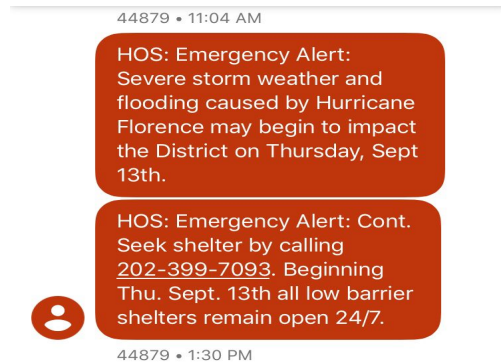 44879 • 11:04 AM
HOS: Emergency Alert:
Severe storm weather and
flooding caused by Hurricane
Florence may begin to impact
the District on Thursday, Sept
13th.
HOS: Emergency Alert: Cont.
Seek shelter by calling
202-399-7093. Beginning
Thu. Sept. 13th all low barrier
shelters remain open 24/7.
44879 • 1:30 PM